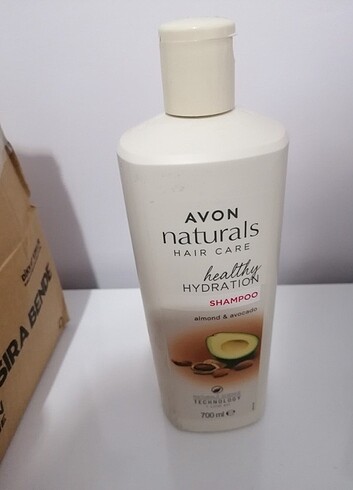 AVON
naturals
HAIR CARE
healthy
HYDRATION
SHAMPOO
almond & avocado
TECHNOLOGY
700 ml e
SIRA BENDE